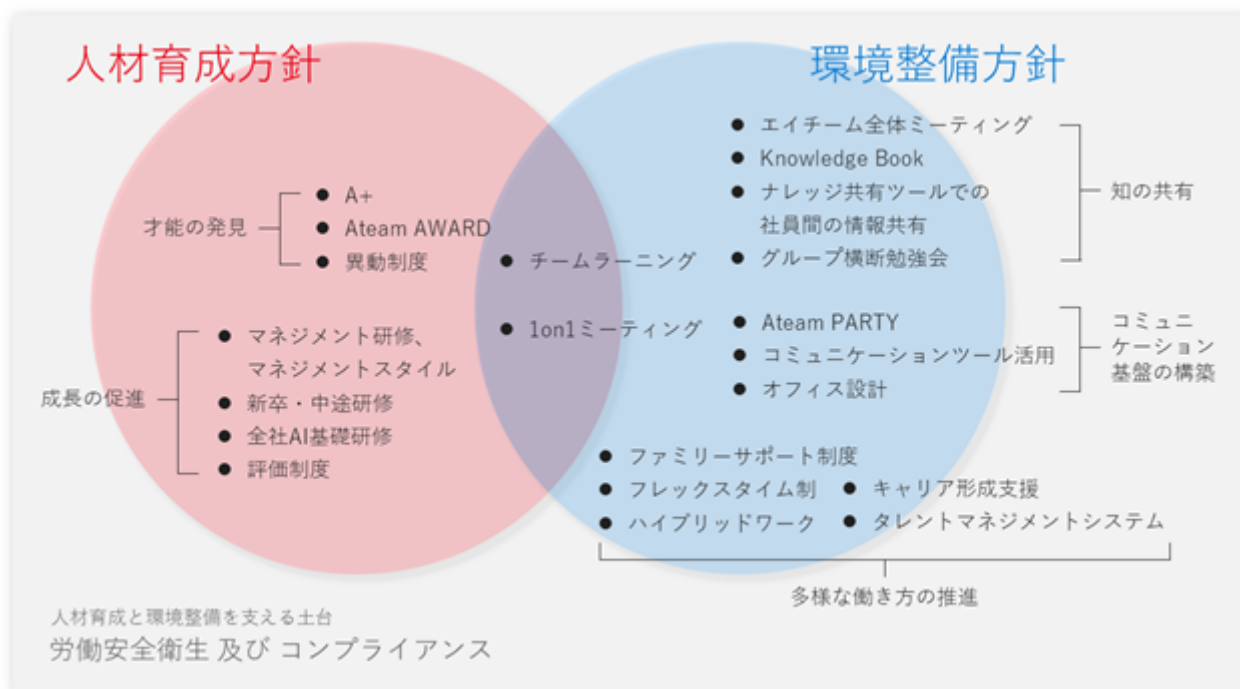 人材育成方針
才能の発見
● A+
● Ateam AWARD
● 異動制度
成長の促進
● マネジメント研修、
マネジメントスタイル
● 新卒・中途研修
● 全社AI基礎研修
● 評価制度
● チームラーニング
● 1on1ミーティング
環境整備方針
● エイチーム全体ミーティング
● Knowledge Book
● ナレッジ共有ツールでの
社員間の情報共有
● グループ横断勉強会
知の共有
● Ateam PARTY
● コミュニケーションツール活用
● オフィス設計
コミュニ
ケーション
基盤の構築
● ファミリーサポート制度
● フレックスタイム制
● ハイブリッドワーク
● キャリア形成支援
● タレントマネジメントシステム
多様な働き方の推進
人材育成と環境整備を支える土台
労働安全衛生 及び コンプライアンス